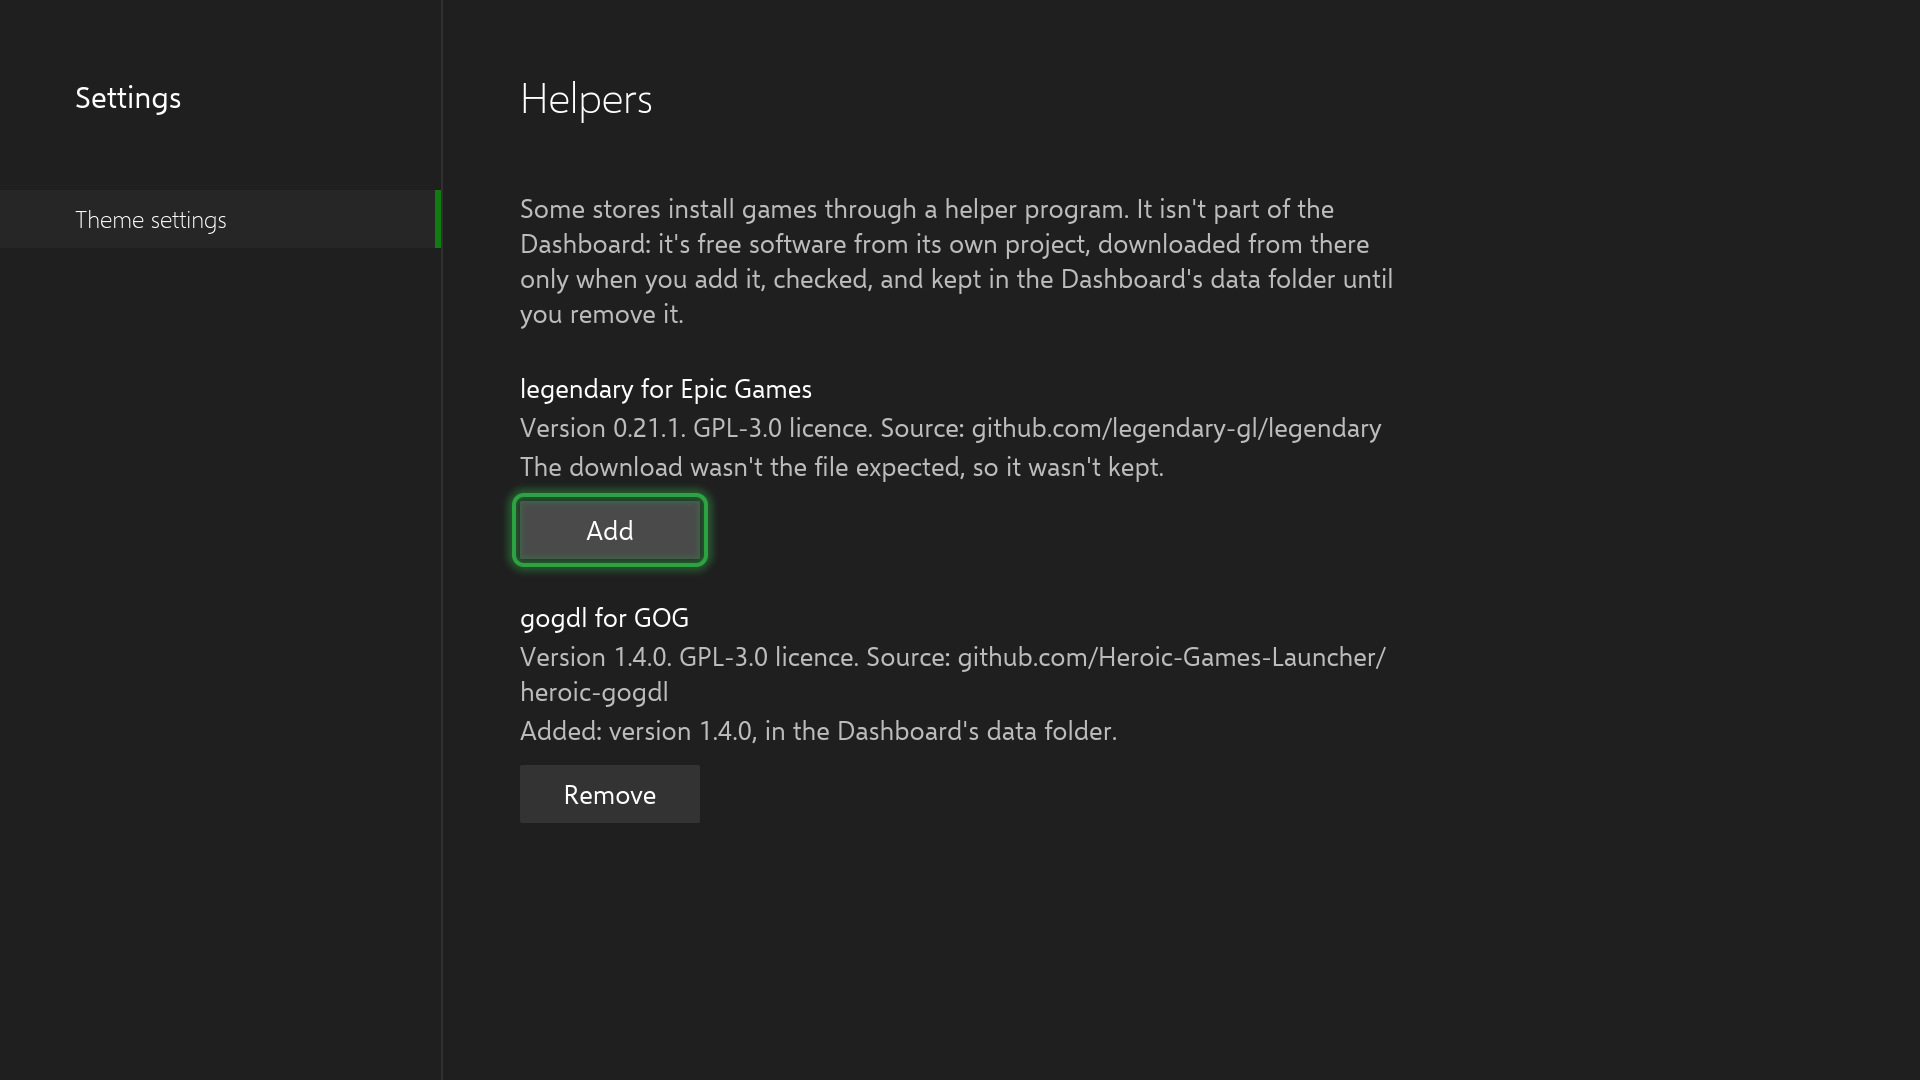 Settings
Theme settings
Helpers
Some stores install games through a helper program. It isn't part of the
Dashboard: it's free software from its own project, downloaded from there
only when you add it, checked, and kept in the Dashboard's data folder until
you remove it.
legendary for Epic Games
Version 0.21.1. GPL-3.0 licence. Source: github.com/legendary-gl/legendary
The download wasn't the file expected, so it wasn't kept.
Add
gogdl for GOG
Version 1.4.0. GPL-3.0 licence. Source: github.com/Heroic-Games-Launcher/
heroic-gogdl
Added: version 1.4.0, in the Dashboard's data folder.
Remove